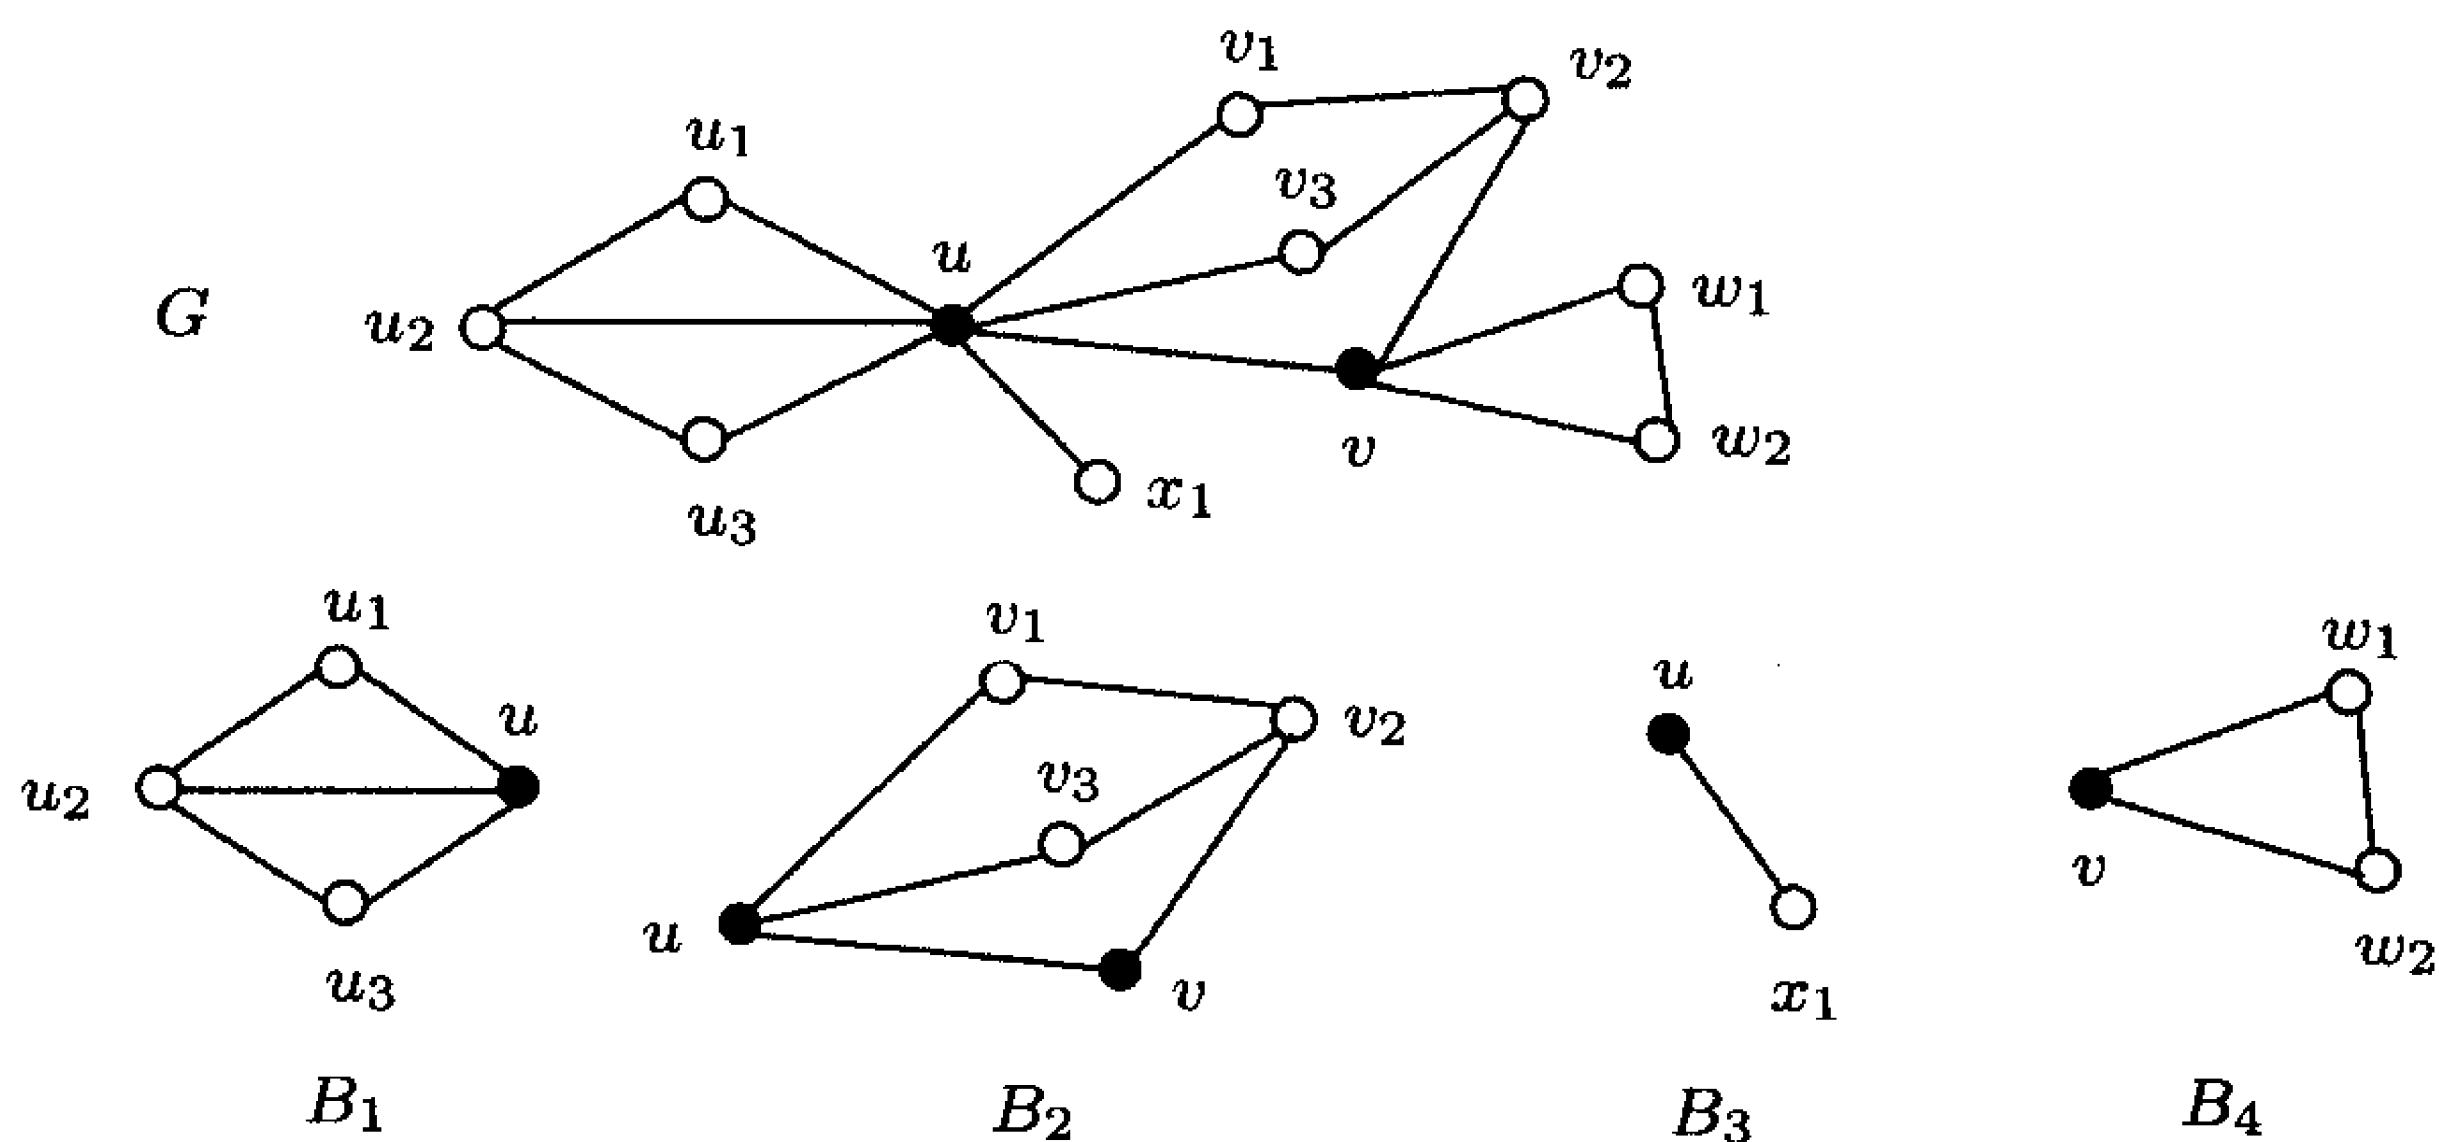 v₁
v₂
u₁
v₃
u
G
u₂
w₁
v
w₂
u₃
x₁
u₁
v₁
u
w₁
u
v₂
v₃
u₂
v
u
u₃
v
x₁
w₂
B₁
B₂
B₃
B₄